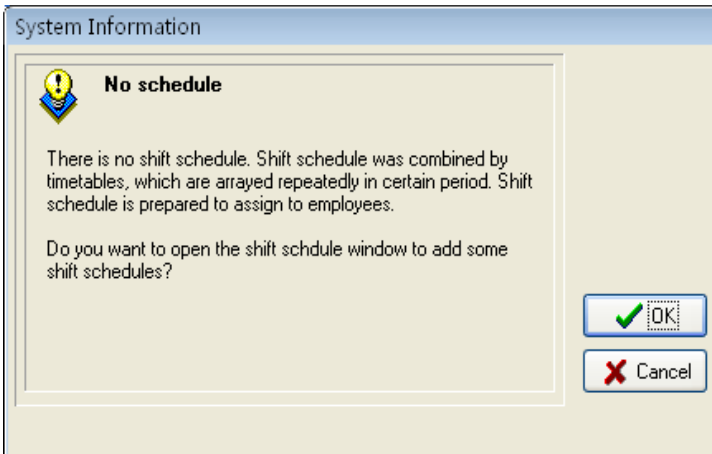 System Information
No schedule
There is no shift schedule. Shift schedule was combined by
timetables, which are arrayed repeatedly in certain period. Shift
schedule is prepared to assign to employees.
Do you want to open the shift schdule window to add some
shift schedules?
OK
Cancel